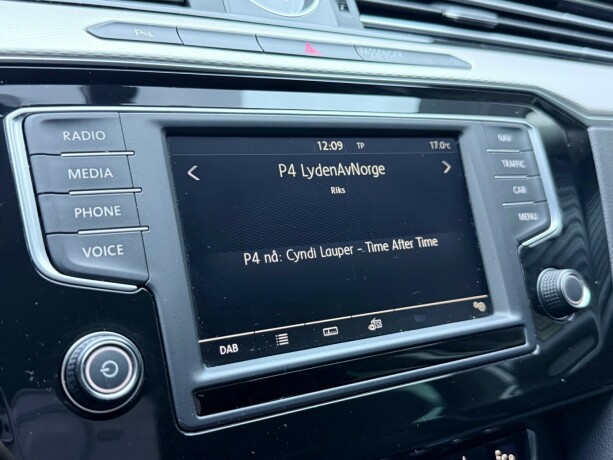 PASSENGER
RADIO
MEDIA
PHONE
VOICE
12:09 TP 17.0°C
P4 LydenAvNorge
Riks
P4 nå: Cyndi Lauper - Time After Time
DAB
NAV
TRAFFIC
CAR
MENU